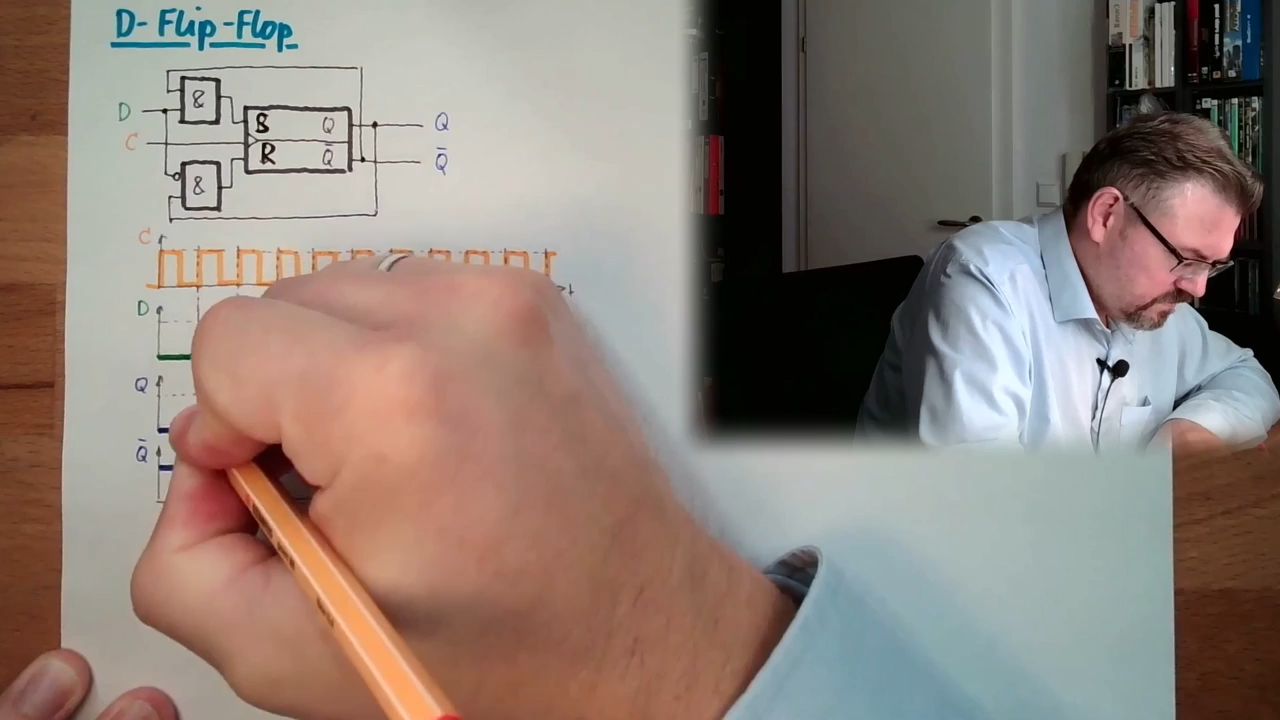 D-Flip-Flop
&
D
S Q Q
C
R Q̅ Q̅
&
C
t
D
Q
Q̅